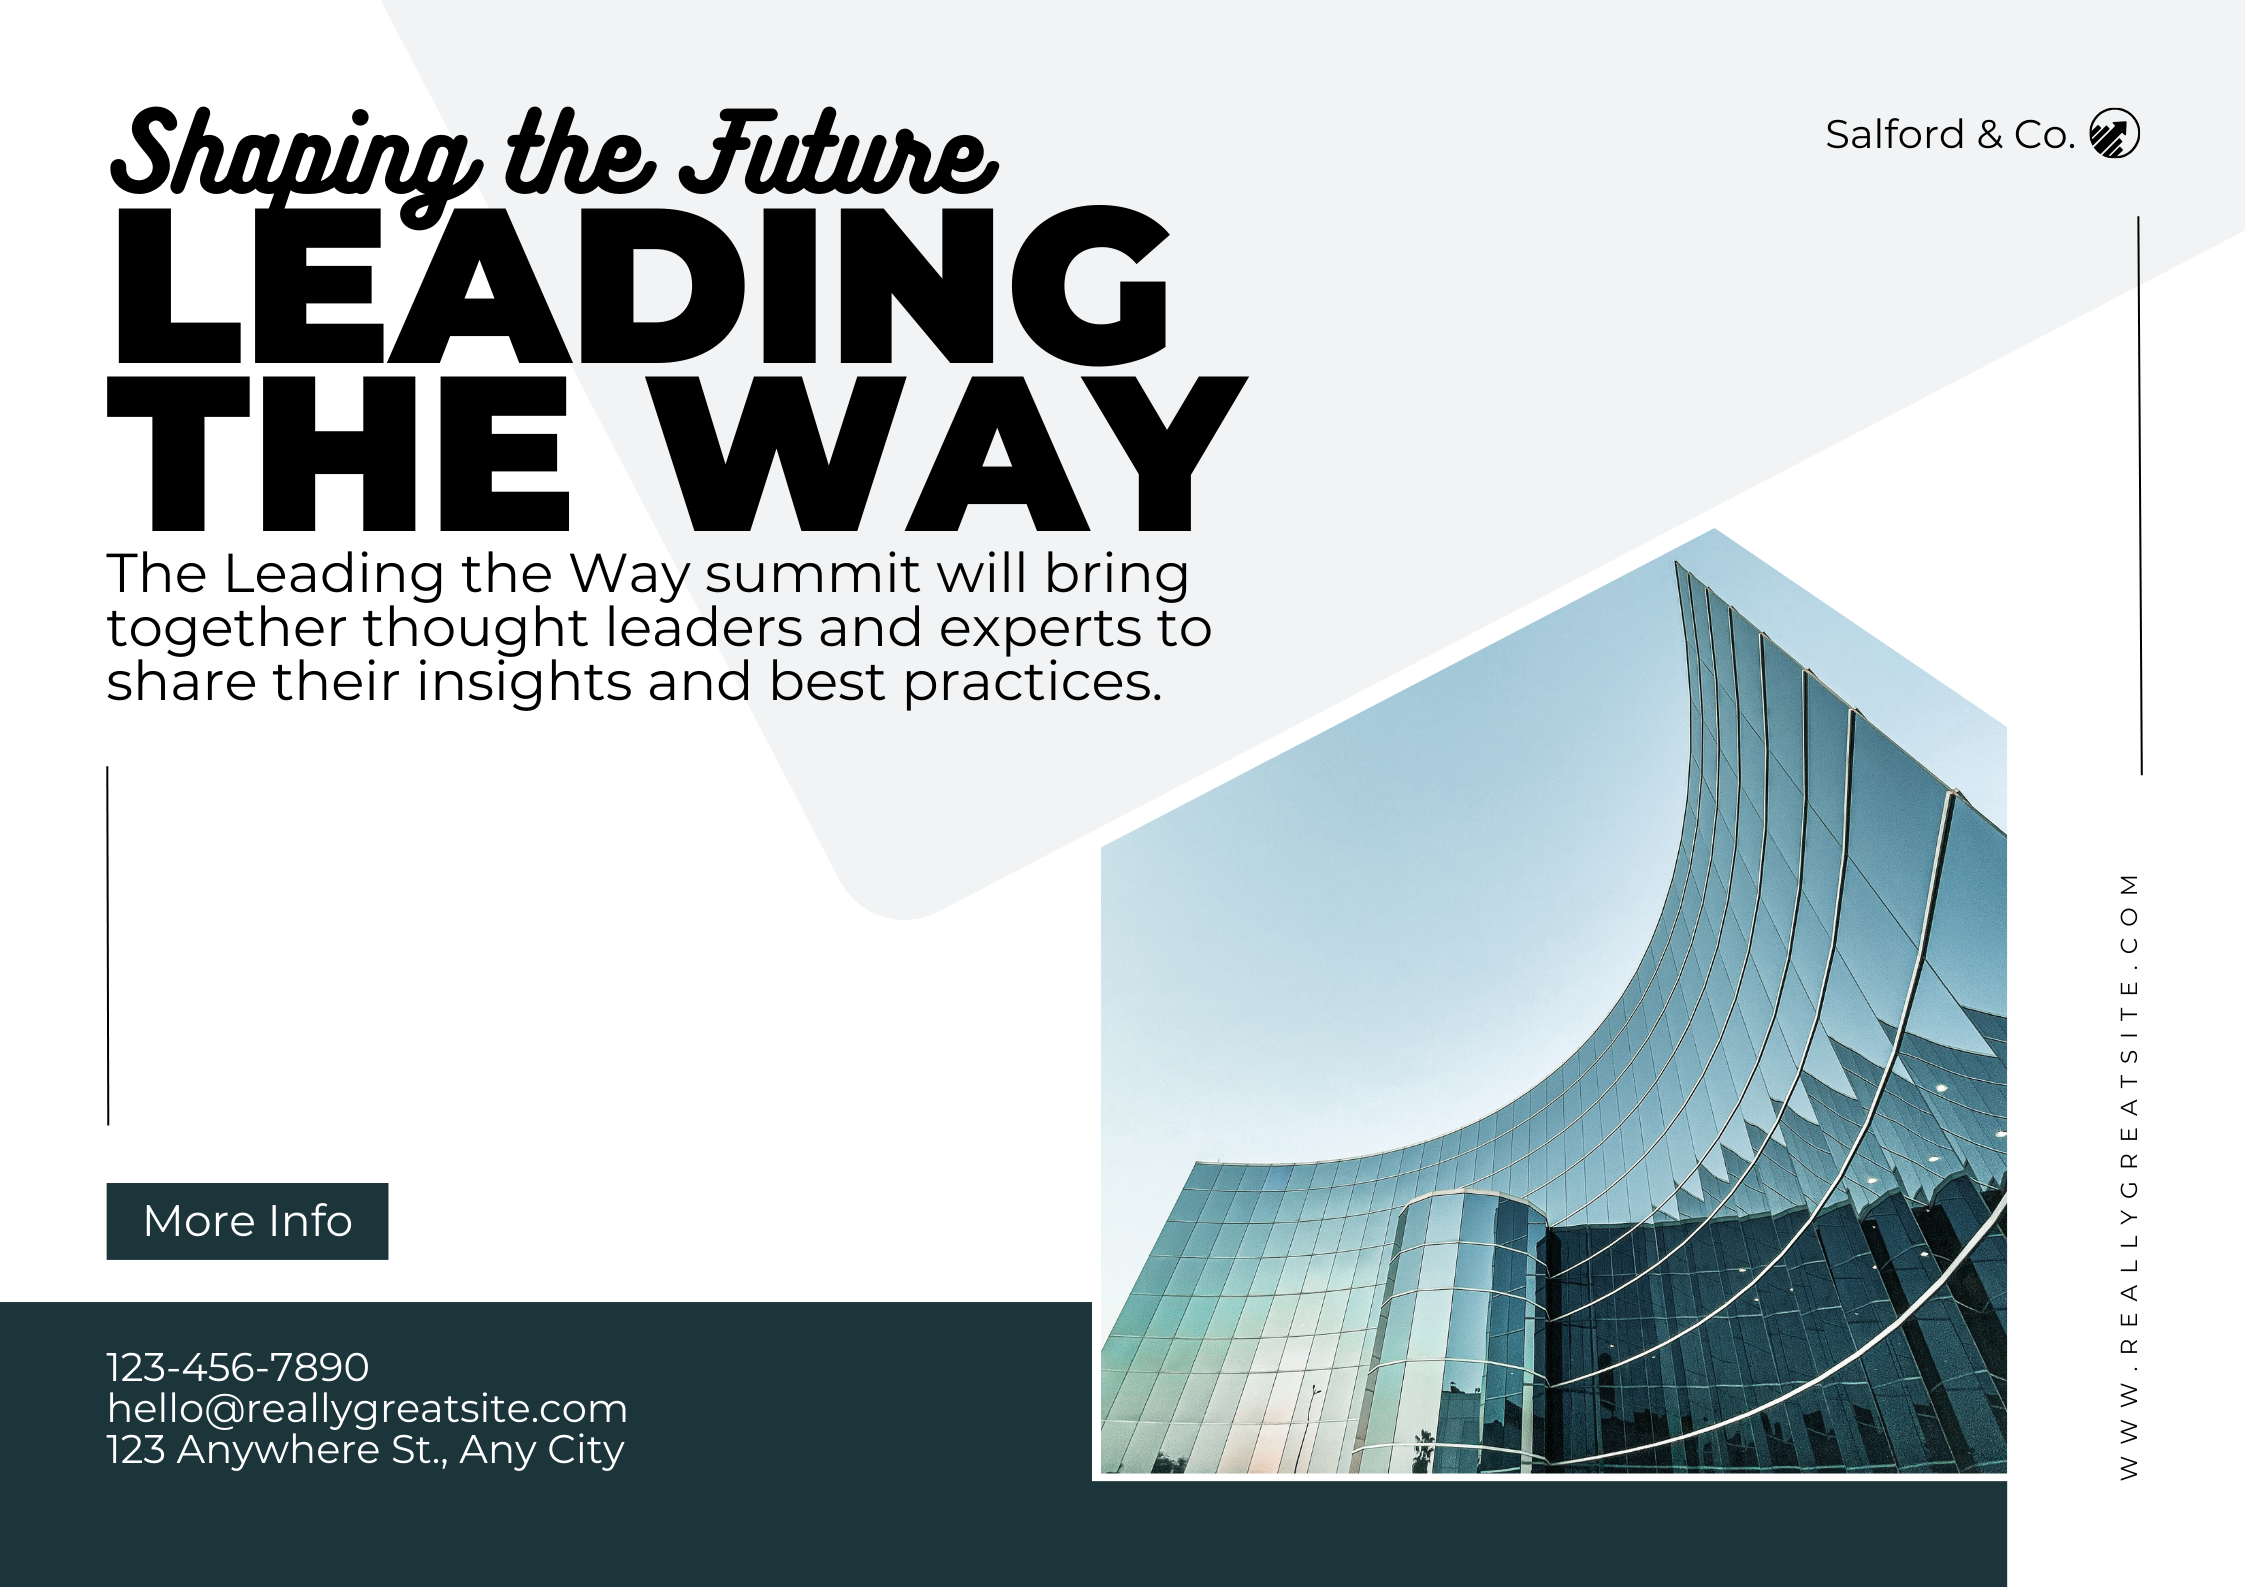 Shaping the Future
Salford & Co.
LEADING
THE WAY
The Leading the Way summit will bring
together thought leaders and experts to
share their insights and best practices.
WWW.REALLYGREATSITE.COM
More Info
123-456-7890
hello@reallygreatsite.com
123 Anywhere St., Any City